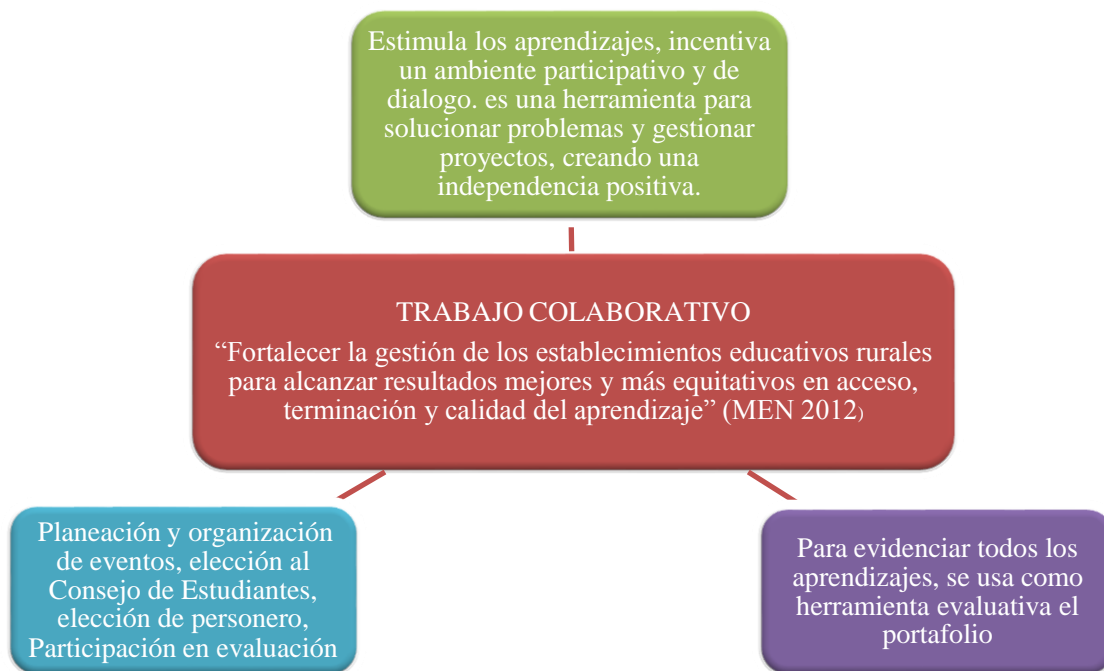 Estimula los aprendizajes, incentiva
un ambiente participativo y de
dialogo. es una herramienta para
solucionar problemas y gestionar
proyectos, creando una
independencia positiva.
TRABAJO COLABORATIVO
“Fortalecer la gestión de los establecimientos educativos rurales
para alcanzar resultados mejores y más equitativos en acceso,
terminación y calidad del aprendizaje” (MEN 2012)
Planeación y organización
de eventos, elección al
Consejo de Estudiantes,
elección de personero,
Participación en evaluación
Para evidenciar todos los
aprendizajes, se usa como
herramienta evaluativa el
portafolio